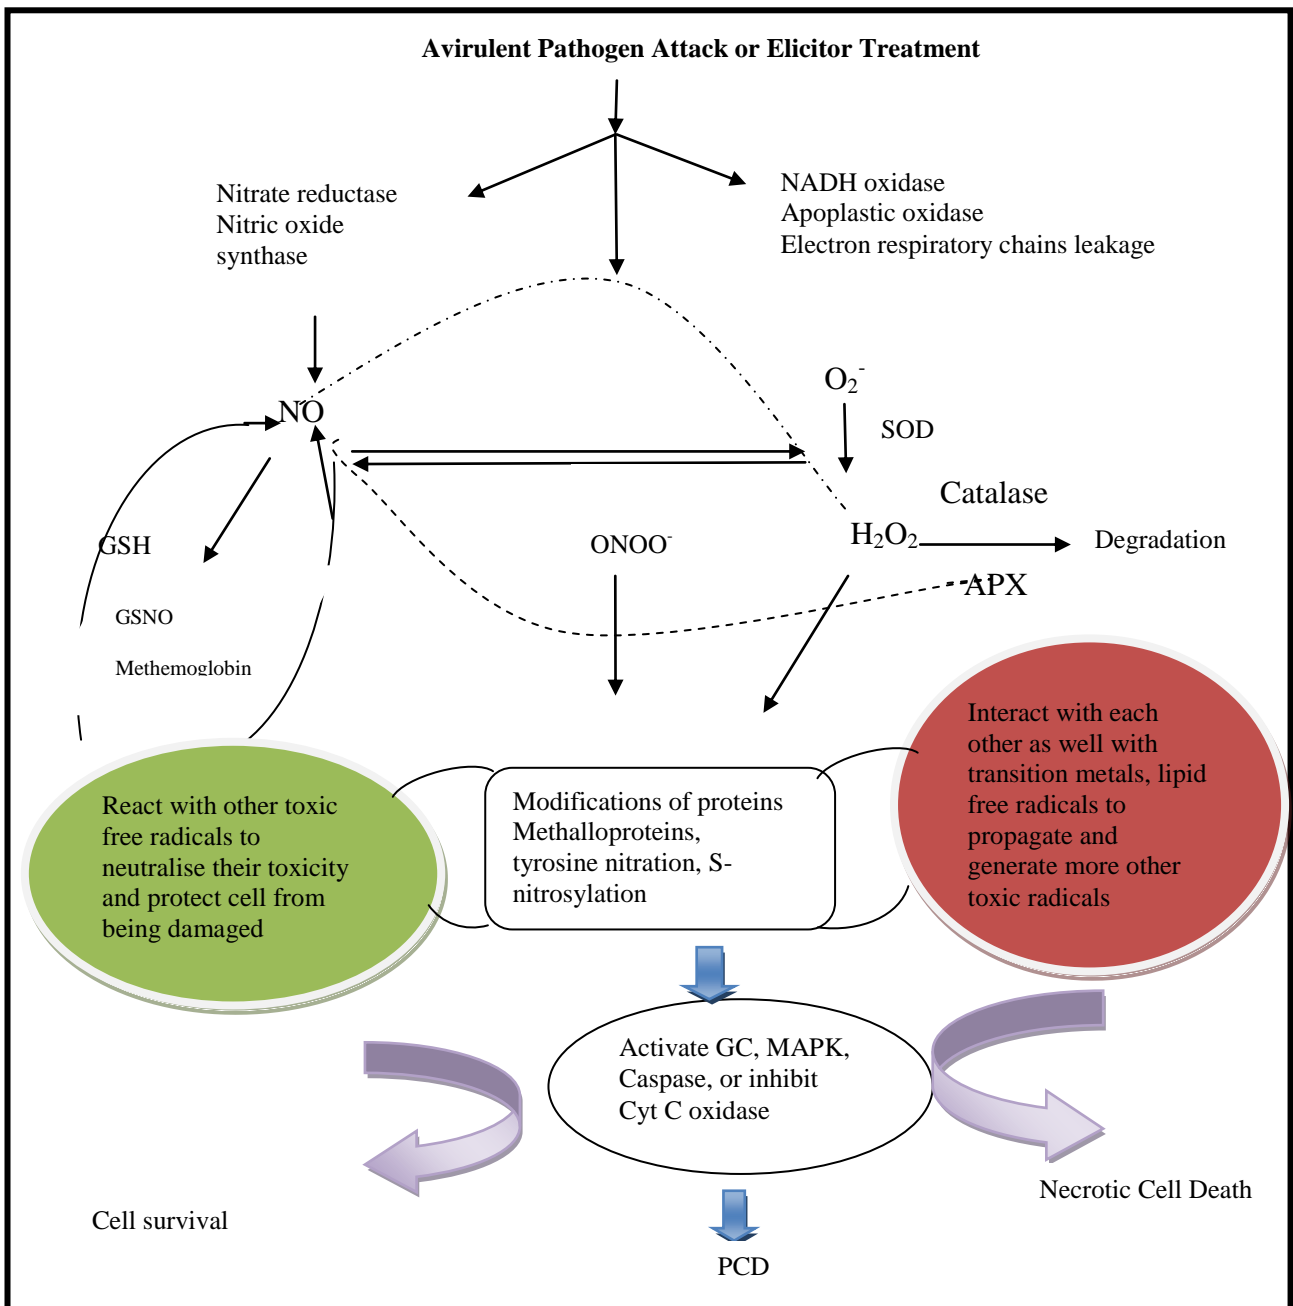 Avirulent Pathogen Attack or Elicitor Treatment
Nitrate reductase
Nitric oxide
synthase
NADH oxidase
Apoplastic oxidase
Electron respiratory chains leakage
O₂⁻
SOD
NO
Catalase
H₂O₂
Degradation
APX
GSH
ONOO⁻
GSNO
Methemoglobin
React with other toxic
free radicals to
neutralise their toxicity
and protect cell from
being damaged
Modifications of proteins
Methalloproteins,
tyrosine nitration, S-
nitrosylation
Interact with each
other as well with
transition metals, lipid
free radicals to
propagate and
generate more other
toxic radicals
Activate GC, MAPK,
Caspase, or inhibit
Cyt C oxidase
Cell survival
Necrotic Cell Death
PCD